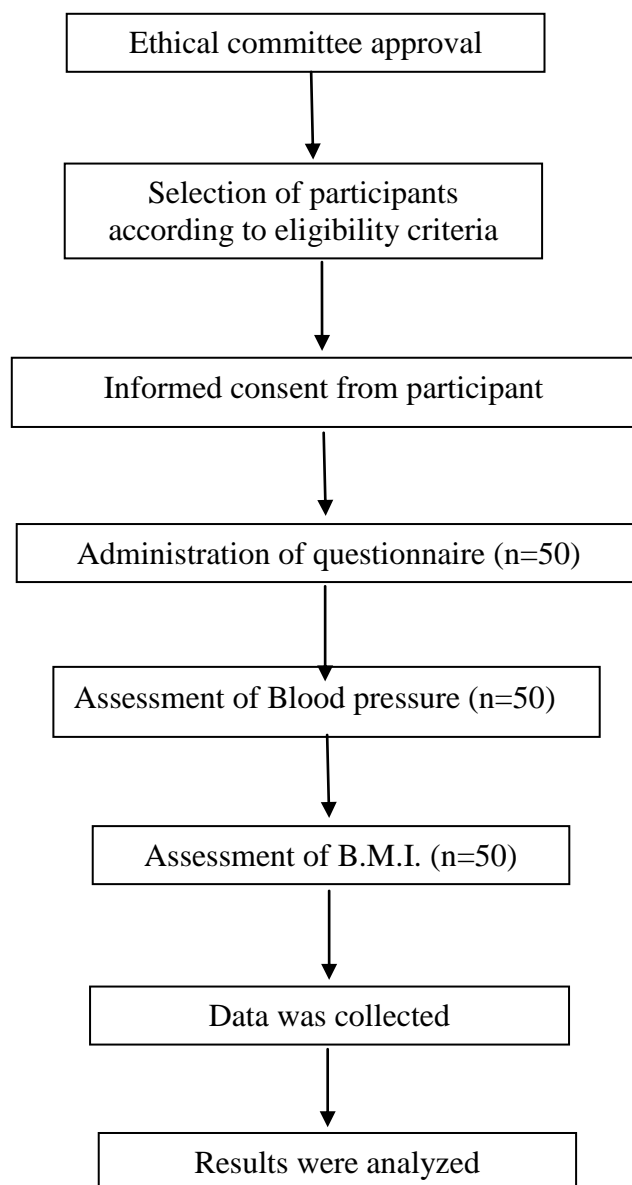 Ethical committee approval
Selection of participants
according to eligibility criteria
Informed consent from participant
Administration of questionnaire (n=50)
Assessment of Blood pressure (n=50)
Assessment of B.M.I. (n=50)
Data was collected
Results were analyzed